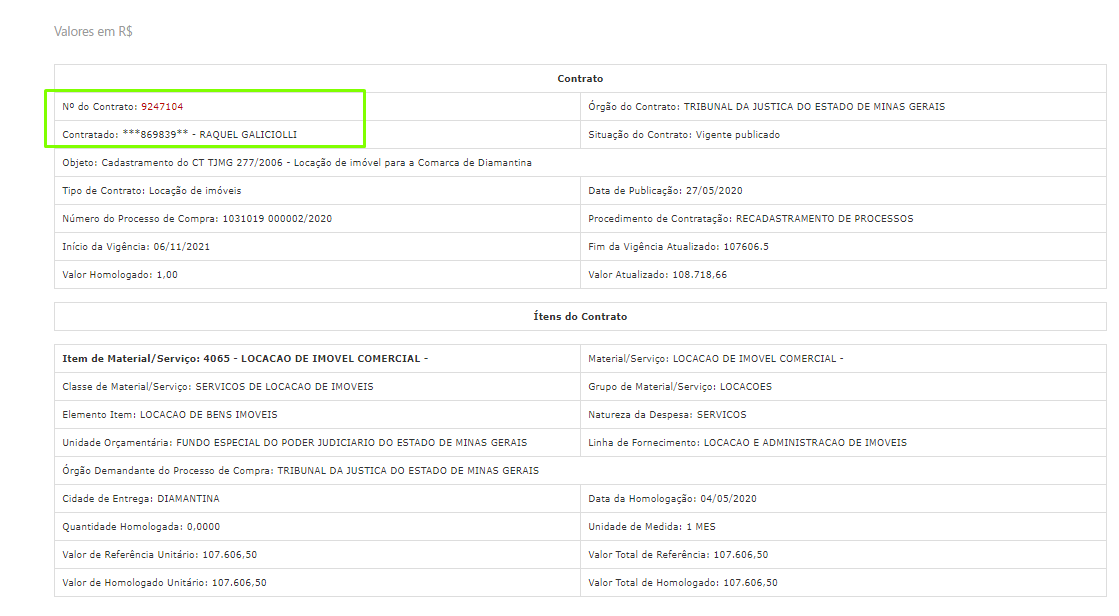 Valores em R$
Contrato
Nº do Contrato: 9247104
Órgão do Contrato: TRIBUNAL DA JUSTICA DO ESTADO DE MINAS GERAIS
Contratado: ***869839** - RAQUEL GALICIOLLI
Situação do Contrato: Vigente publicado
Objeto: Cadastramento do CT TJMG 277/2006 - Locação de imóvel para a Comarca de Diamantina
Tipo de Contrato: Locação de imóveis
Data de Publicação: 27/05/2020
Número do Processo de Compra: 1031019 000002/2020
Procedimento de Contratação: RECADASTRAMENTO DE PROCESSOS
Início da Vigência: 06/11/2021
Fim da Vigência Atualizado: 107606.5
Valor Homologado: 1,00
Valor Atualizado: 108.718,66
Ítens do Contrato
Item de Material/Serviço: 4065 - LOCACAO DE IMOVEL COMERCIAL -
Material/Serviço: LOCACAO DE IMOVEL COMERCIAL -
Classe de Material/Serviço: SERVICOS DE LOCACAO DE IMOVEIS
Grupo de Material/Serviço: LOCACOES
Elemento Item: LOCACAO DE BENS IMOVEIS
Natureza da Despesa: SERVICOS
Unidade Orçamentária: FUNDO ESPECIAL DO PODER JUDICIARIO DO ESTADO DE MINAS GERAIS
Linha de Fornecimento: LOCACAO E ADMINISTRACAO DE IMOVEIS
Órgão Demandante do Processo de Compra: TRIBUNAL DA JUSTICA DO ESTADO DE MINAS GERAIS
Cidade de Entrega: DIAMANTINA
Data da Homologação: 04/05/2020
Quantidade Homologada: 0,0000
Unidade de Medida: 1 MES
Valor de Referência Unitário: 107.606,50
Valor Total de Referência: 107.606,50
Valor de Homologado Unitário: 107.606,50
Valor Total de Homologado: 107.606,50